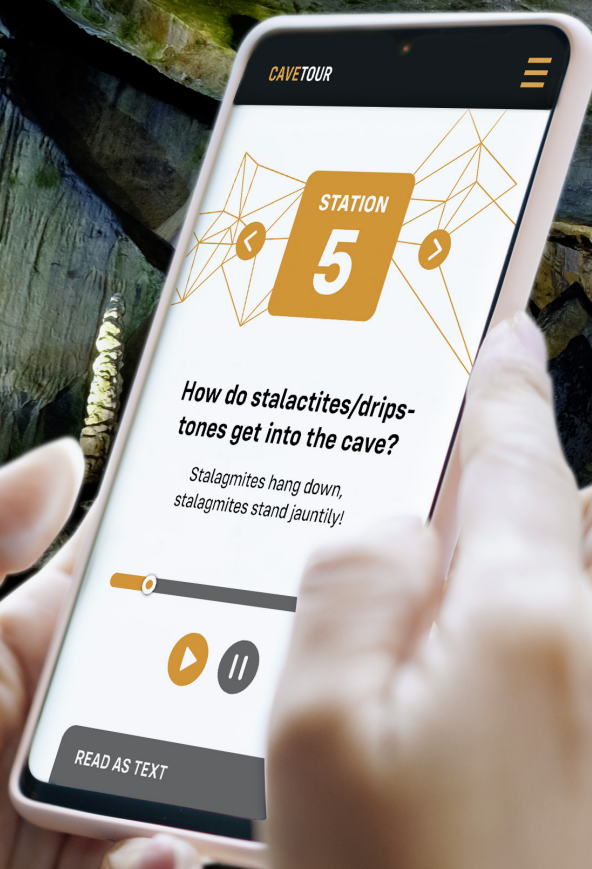 CAVETOUR
STATION
5
How do stalactites/drips-
tones get into the cave?
Stalagmites hang down,
stalagmites stand jauntily!
READ AS TEXT